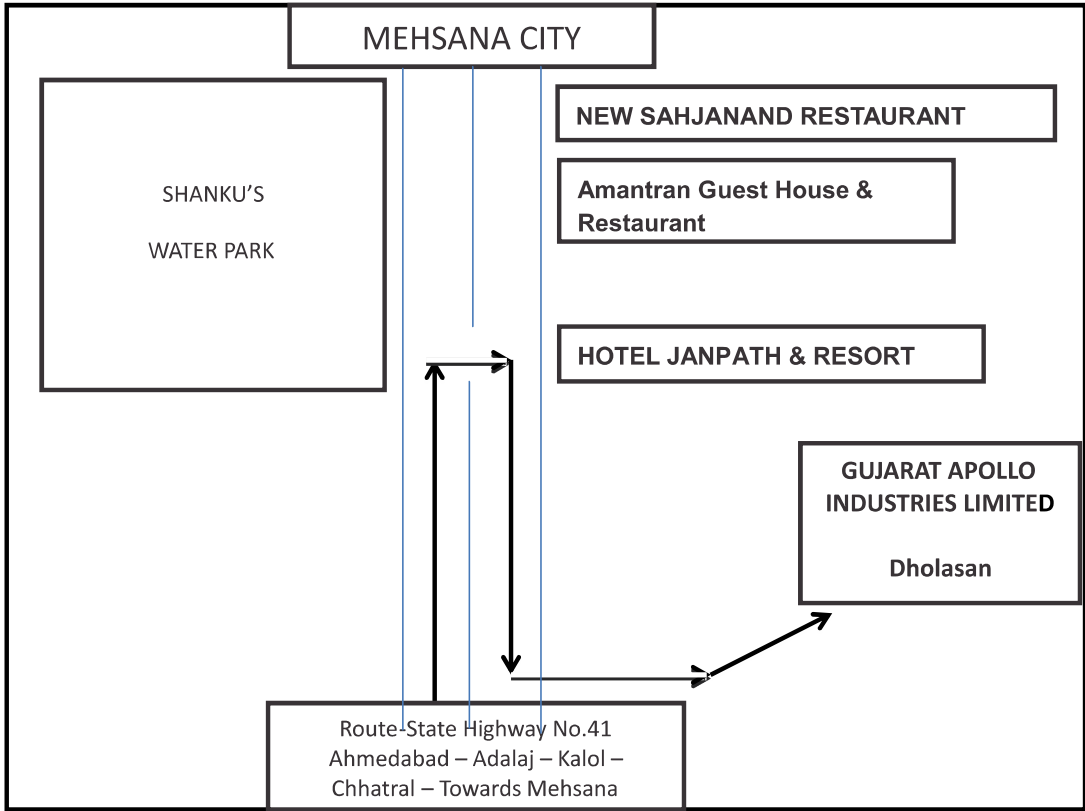 MEHSANA CITY
NEW SAHJANAND RESTAURANT
SHANKU’S
WATER PARK
Amantran Guest House &
Restaurant
HOTEL JANPATH & RESORT
GUJARAT APOLLO
INDUSTRIES LIMITED
Dholasan
Route-State Highway No.41
Ahmedabad – Adalaj – Kalol –
Chhatral – Towards Mehsana